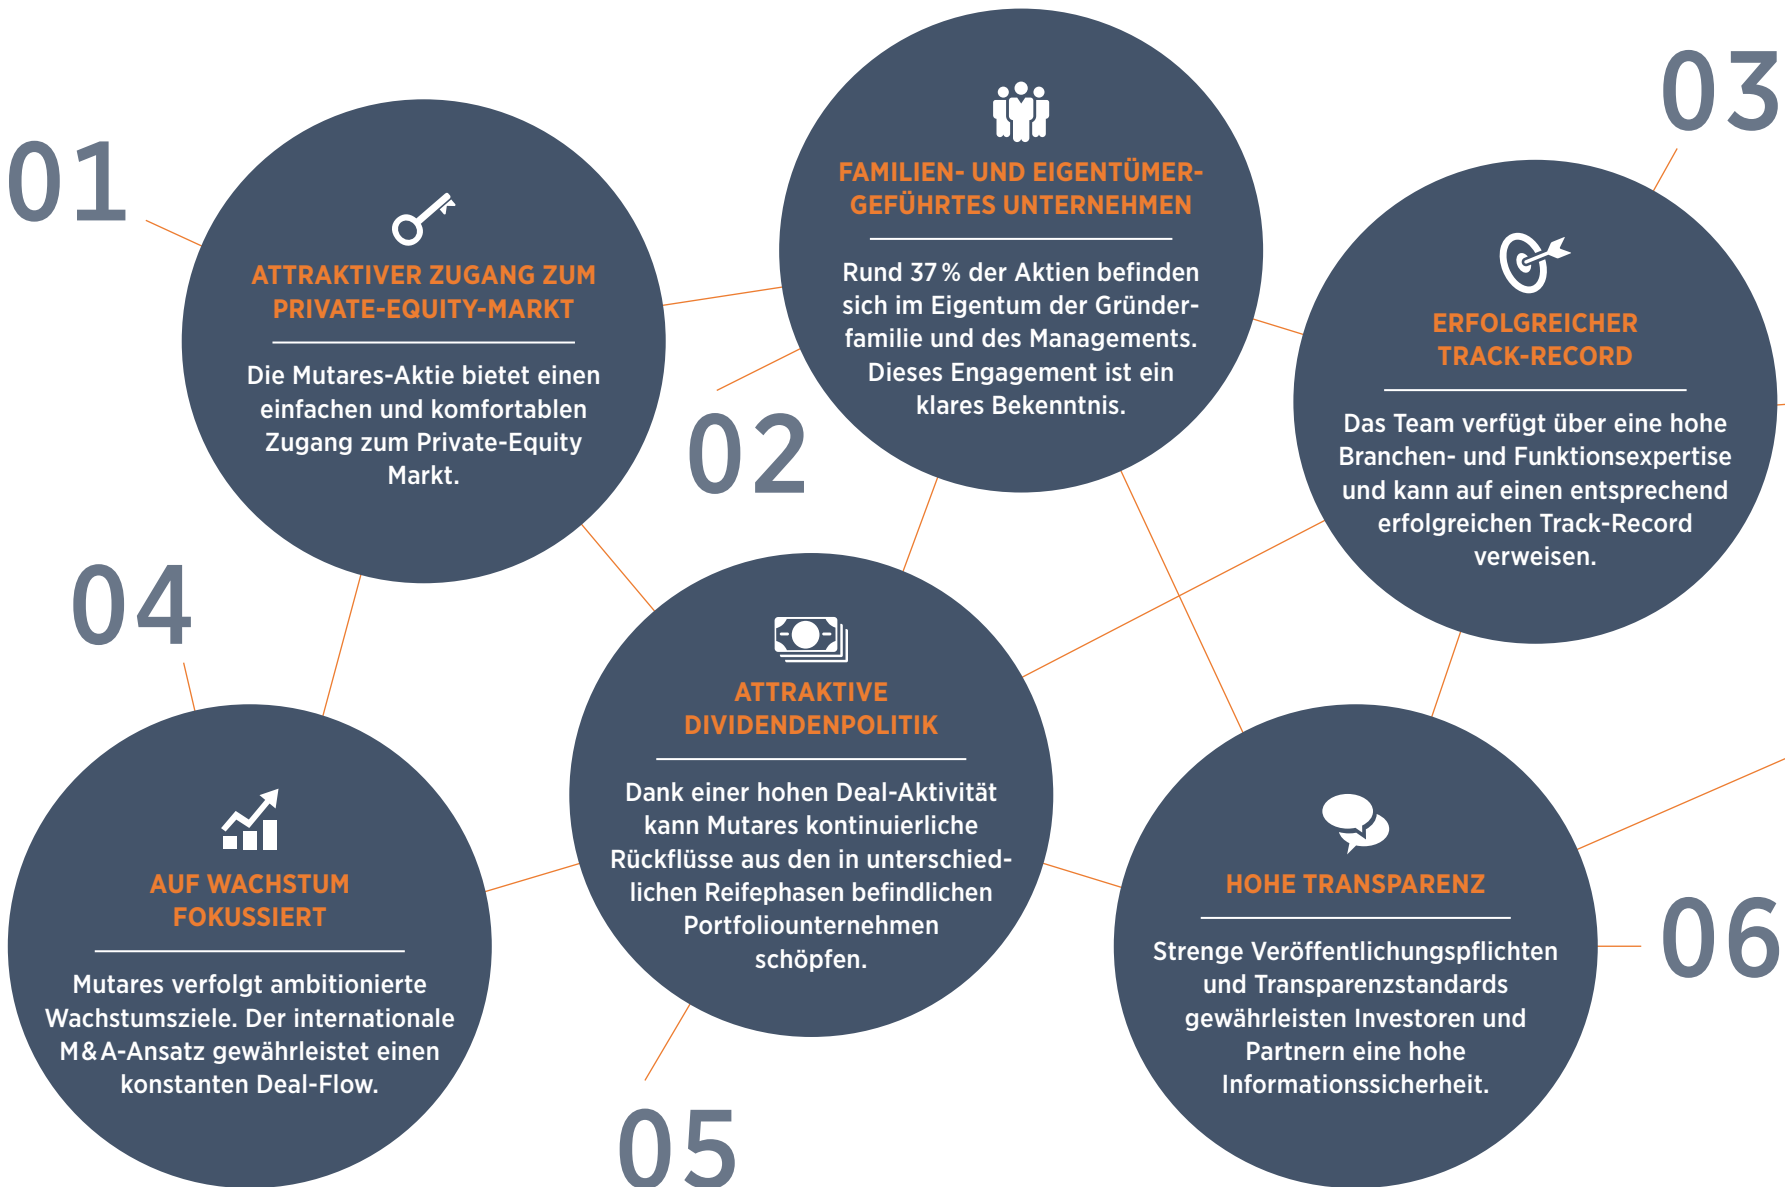 01
ATTRAKTIVER ZUGANG ZUM
PRIVATE-EQUITY-MARKT
Die Mutares-Aktie bietet einen
einfachen und komfortablen
Zugang zum Private-Equity
Markt.
02
FAMILIEN- UND EIGENTÜMER-
GEFÜHRTES UNTERNEHMEN
Rund 37 % der Aktien befinden
sich im Eigentum der Gründer-
familie und des Managements.
Dieses Engagement ist ein
klares Bekenntnis.
03
ERFOLGREICHER
TRACK-RECORD
Das Team verfügt über eine hohe
Branchen- und Funktionsexpertise
und kann auf einen entsprechend
erfolgreichen Track-Record
verweisen.
04
AUF WACHSTUM
FOKUSSIERT
Mutares verfolgt ambitionierte
Wachstumsziele. Der internationale
M & A-Ansatz gewährleistet einen
konstanten Deal-Flow.
05
ATTRAKTIVE
DIVIDENDENPOLITIK
Dank einer hohen Deal-Aktivität
kann Mutares kontinuierliche
Rückflüsse aus den in unterschied-
lichen Reifephasen befindlichen
Portfoliounternehmen
schöpfen.
06
HOHE TRANSPARENZ
Strenge Veröffentlichungspflichten
und Transparenzstandards
gewährleisten Investoren und
Partnern eine hohe
Informationssicherheit.